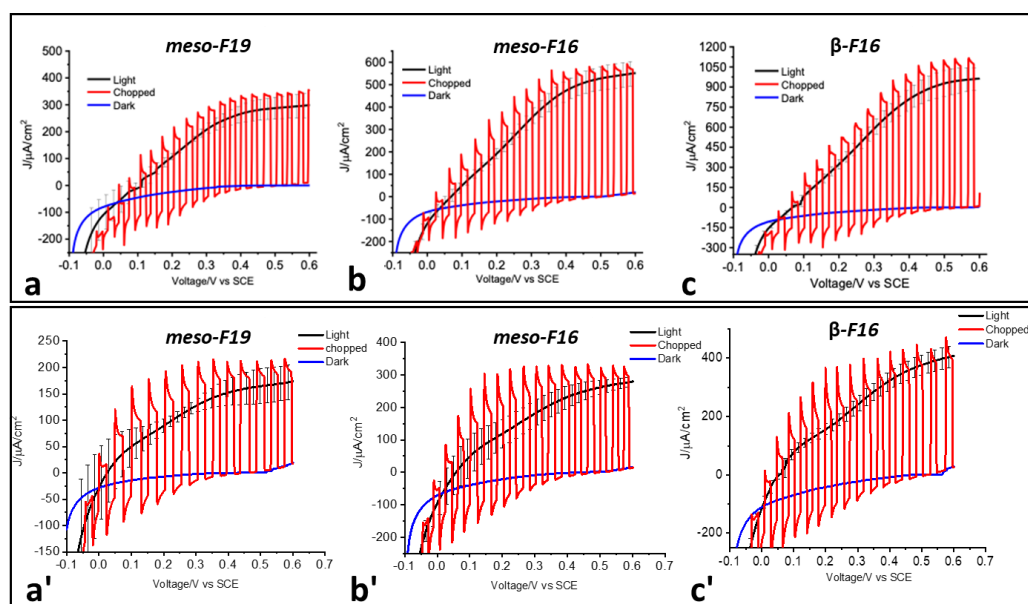 meso-F19
meso-F16
β-F16
500
400
300
200
100
0
-100
-200
J/µA/cm²
Light
Chopped
Dark
-0.1 0.0 0.1 0.2 0.3 0.4 0.5 0.6
Voltage/V vs SCE
a
600
500
400
300
200
100
0
-100
-200
J/µA/cm²
Light
Chopped
Dark
-0.1 0.0 0.1 0.2 0.3 0.4 0.5 0.6
Voltage/V vs SCE
b
1200
1050
900
750
600
450
300
150
0
-150
-300
J/µA/cm²
Light
Chopped
Dark
-0.1 0.0 0.1 0.2 0.3 0.4 0.5 0.6
Voltage/V vs SCE
c
meso-F19
meso-F16
β-F16
250
200
150
100
50
0
-50
-100
-150
J/µA/cm²
Light
chopped
Dark
-0.1 0.0 0.1 0.2 0.3 0.4 0.5 0.6 0.7
Voltage/V vs SCE
a'
400
300
200
100
0
-100
-200
J/µA/cm²
Light
Chopped
Dark
-0.1 0.0 0.1 0.2 0.3 0.4 0.5 0.6 0.7
Voltage/V vs SCE
b'
400
200
0
-200
J/µA/cm²
Light
Chopped
Dark
-0.1 0.0 0.1 0.2 0.3 0.4 0.5 0.6 0.7
Voltage/V vs SCE
c'